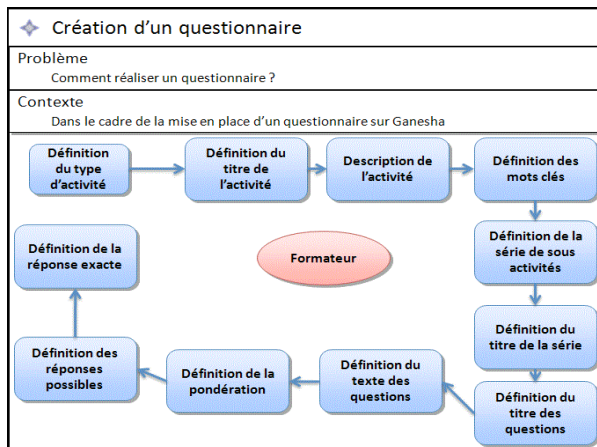 Création d’un questionnaire
Problème
Comment réaliser un questionnaire ?
Contexte
Dans le cadre de la mise en place d’un questionnaire sur Ganesha
Définition
du type
d’activité
Définition du
titre de
l’activité
Description de
l’activité
Définition des
mots clés
Définition de la
série de sous
activités
Définition du
titre de la série
Définition du
titre des
questions
Définition du
texte des
questions
Définition de la
pondération
Définition des
réponses
possibles
Définition de la
réponse exacte
Formateur